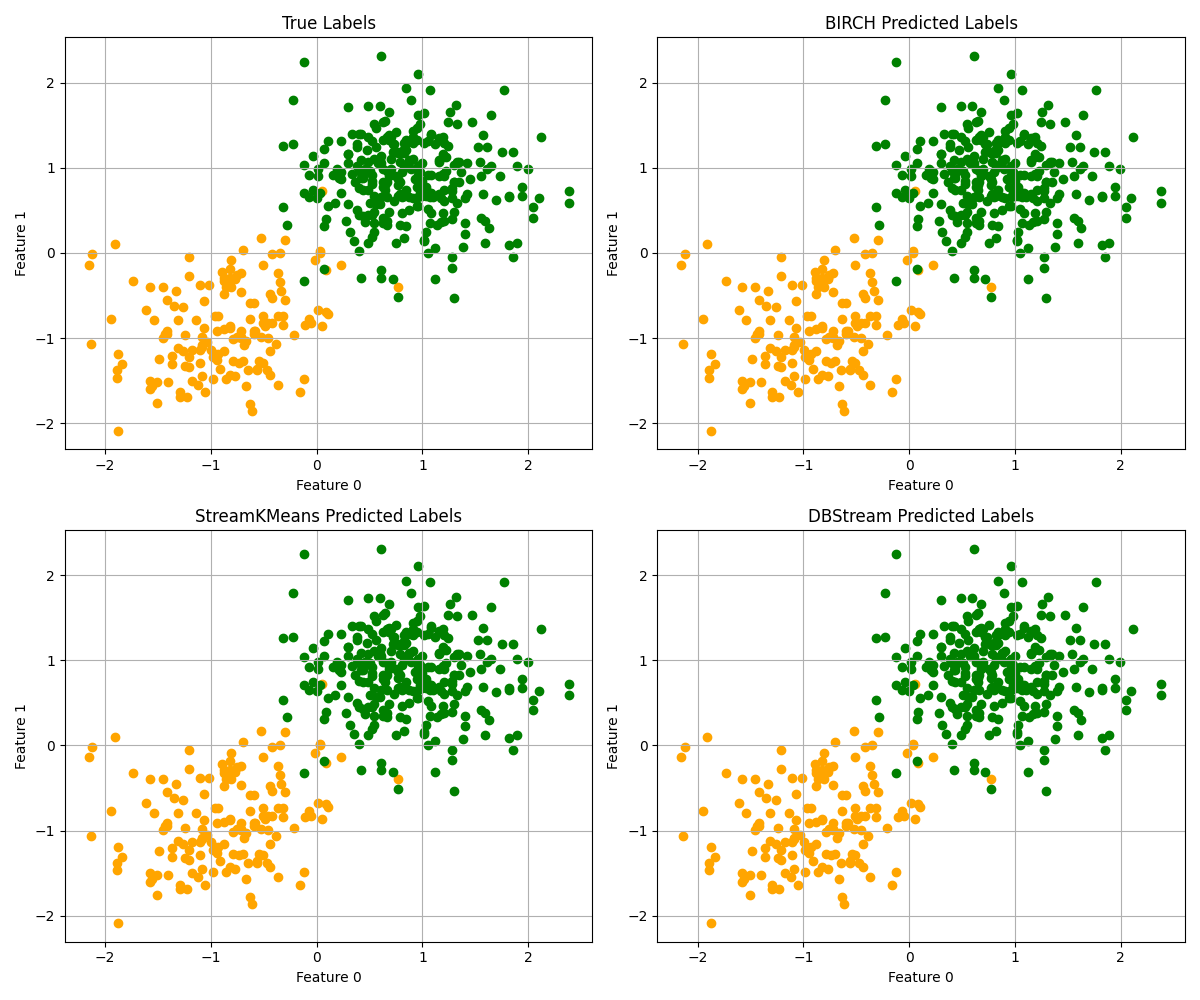 True Labels
BIRCH Predicted Labels
2
1
0
−1
−2
Feature 1
−2 −1 0 1 2
Feature 0
2
1
0
−1
−2
Feature 1
−2 −1 0 1 2
Feature 0
StreamKMeans Predicted Labels
DBStream Predicted Labels
2
1
0
−1
−2
Feature 1
−2 −1 0 1 2
Feature 0
2
1
0
−1
−2
Feature 1
−2 −1 0 1 2
Feature 0